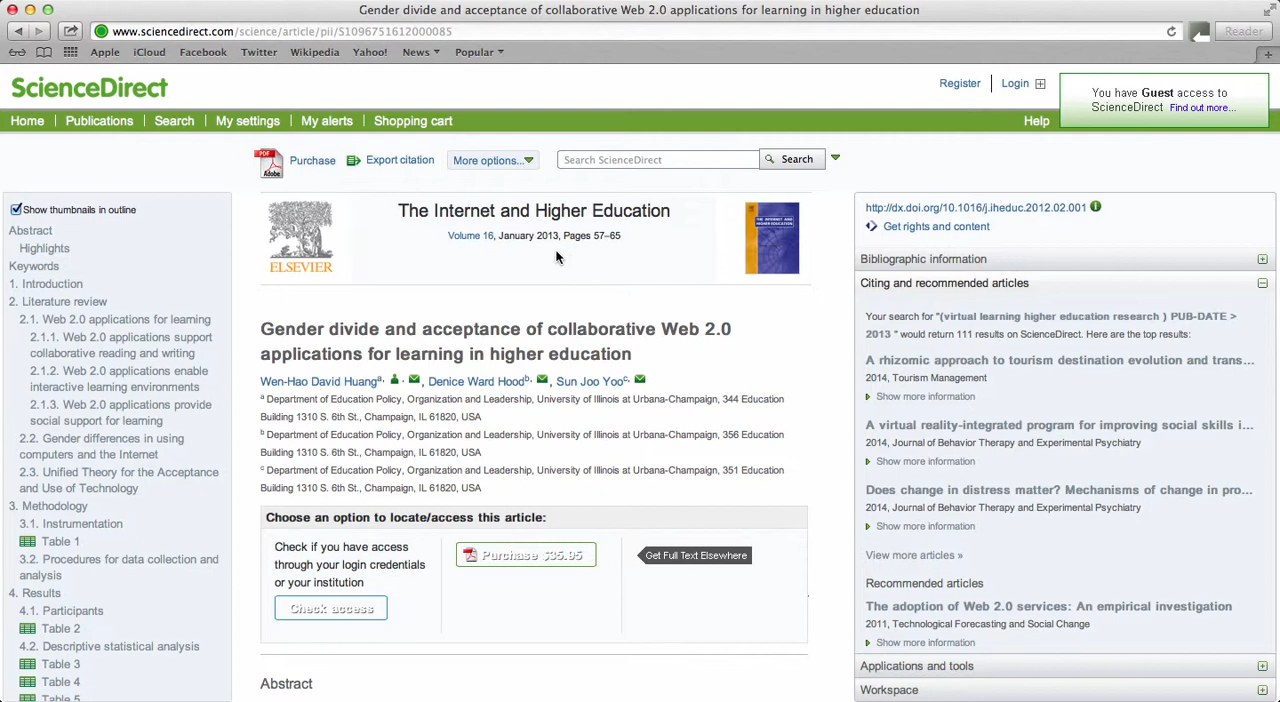 Gender divide and acceptance of collaborative Web 2.0 applications for learning in higher education
www.sciencedirect.com/science/article/pii/S1096751612000085
Reader
Apple iCloud Facebook Twitter Wikipedia Yahoo! News Popular
ScienceDirect
Register Login
You have Guest access to
ScienceDirect Find out more...
Home Publications Search My settings My alerts Shopping cart Help
PDF
Adobe
Purchase Export citation More options... Search ScienceDirect Search
Show thumbnails in outline
Abstract
Highlights
Keywords
1. Introduction
2. Literature review
2.1. Web 2.0 applications for learning
2.1.1. Web 2.0 applications support
collaborative reading and writing
2.1.2. Web 2.0 applications enable
interactive learning environments
2.1.3. Web 2.0 applications provide
social support for learning
2.2. Gender differences in using
computers and the Internet
2.3. Unified Theory for the Acceptance
and Use of Technology
3. Methodology
3.1. Instrumentation
Table 1
3.2. Procedures for data collection and
analysis
4. Results
4.1. Participants
Table 2
4.2. Descriptive statistical analysis
Table 3
Table 4
Table 5
ELSEVIER
The Internet and Higher Education
Volume 16, January 2013, Pages 57–65
Gender divide and acceptance of collaborative Web 2.0
applications for learning in higher education
Wen-Hao David Huang a, , Denice Ward Hood b, , Sun Joo Yoo c,
a Department of Education Policy, Organization and Leadership, University of Illinois at Urbana-Champaign, 344 Education
Building 1310 S. 6th St., Champaign, IL 61820, USA
b Department of Education Policy, Organization and Leadership, University of Illinois at Urbana-Champaign, 356 Education
Building 1310 S. 6th St., Champaign, IL 61820, USA
c Department of Education Policy, Organization and Leadership, University of Illinois at Urbana-Champaign, 351 Education
Building 1310 S. 6th St., Champaign, IL 61820, USA
Choose an option to locate/access this article:
Check if you have access
through your login credentials
or your institution
Check access
Purchase $35.95
Get Full Text Elsewhere
Abstract
http://dx.doi.org/10.1016/j.iheduc.2012.02.001
Get rights and content
Bibliographic information
Citing and recommended articles
Your search for "(virtual learning higher education research ) PUB-DATE >
2013 " would return 111 results on ScienceDirect. Here are the top results:
A rhizomic approach to tourism destination evolution and trans...
2014, Tourism Management
Show more information
A virtual reality-integrated program for improving social skills i...
2014, Journal of Behavior Therapy and Experimental Psychiatry
Show more information
Does change in distress matter? Mechanisms of change in pro...
2014, Journal of Behavior Therapy and Experimental Psychiatry
Show more information
View more articles »
Recommended articles
The adoption of Web 2.0 services: An empirical investigation
2011, Technological Forecasting and Social Change
Show more information
Applications and tools
Workspace